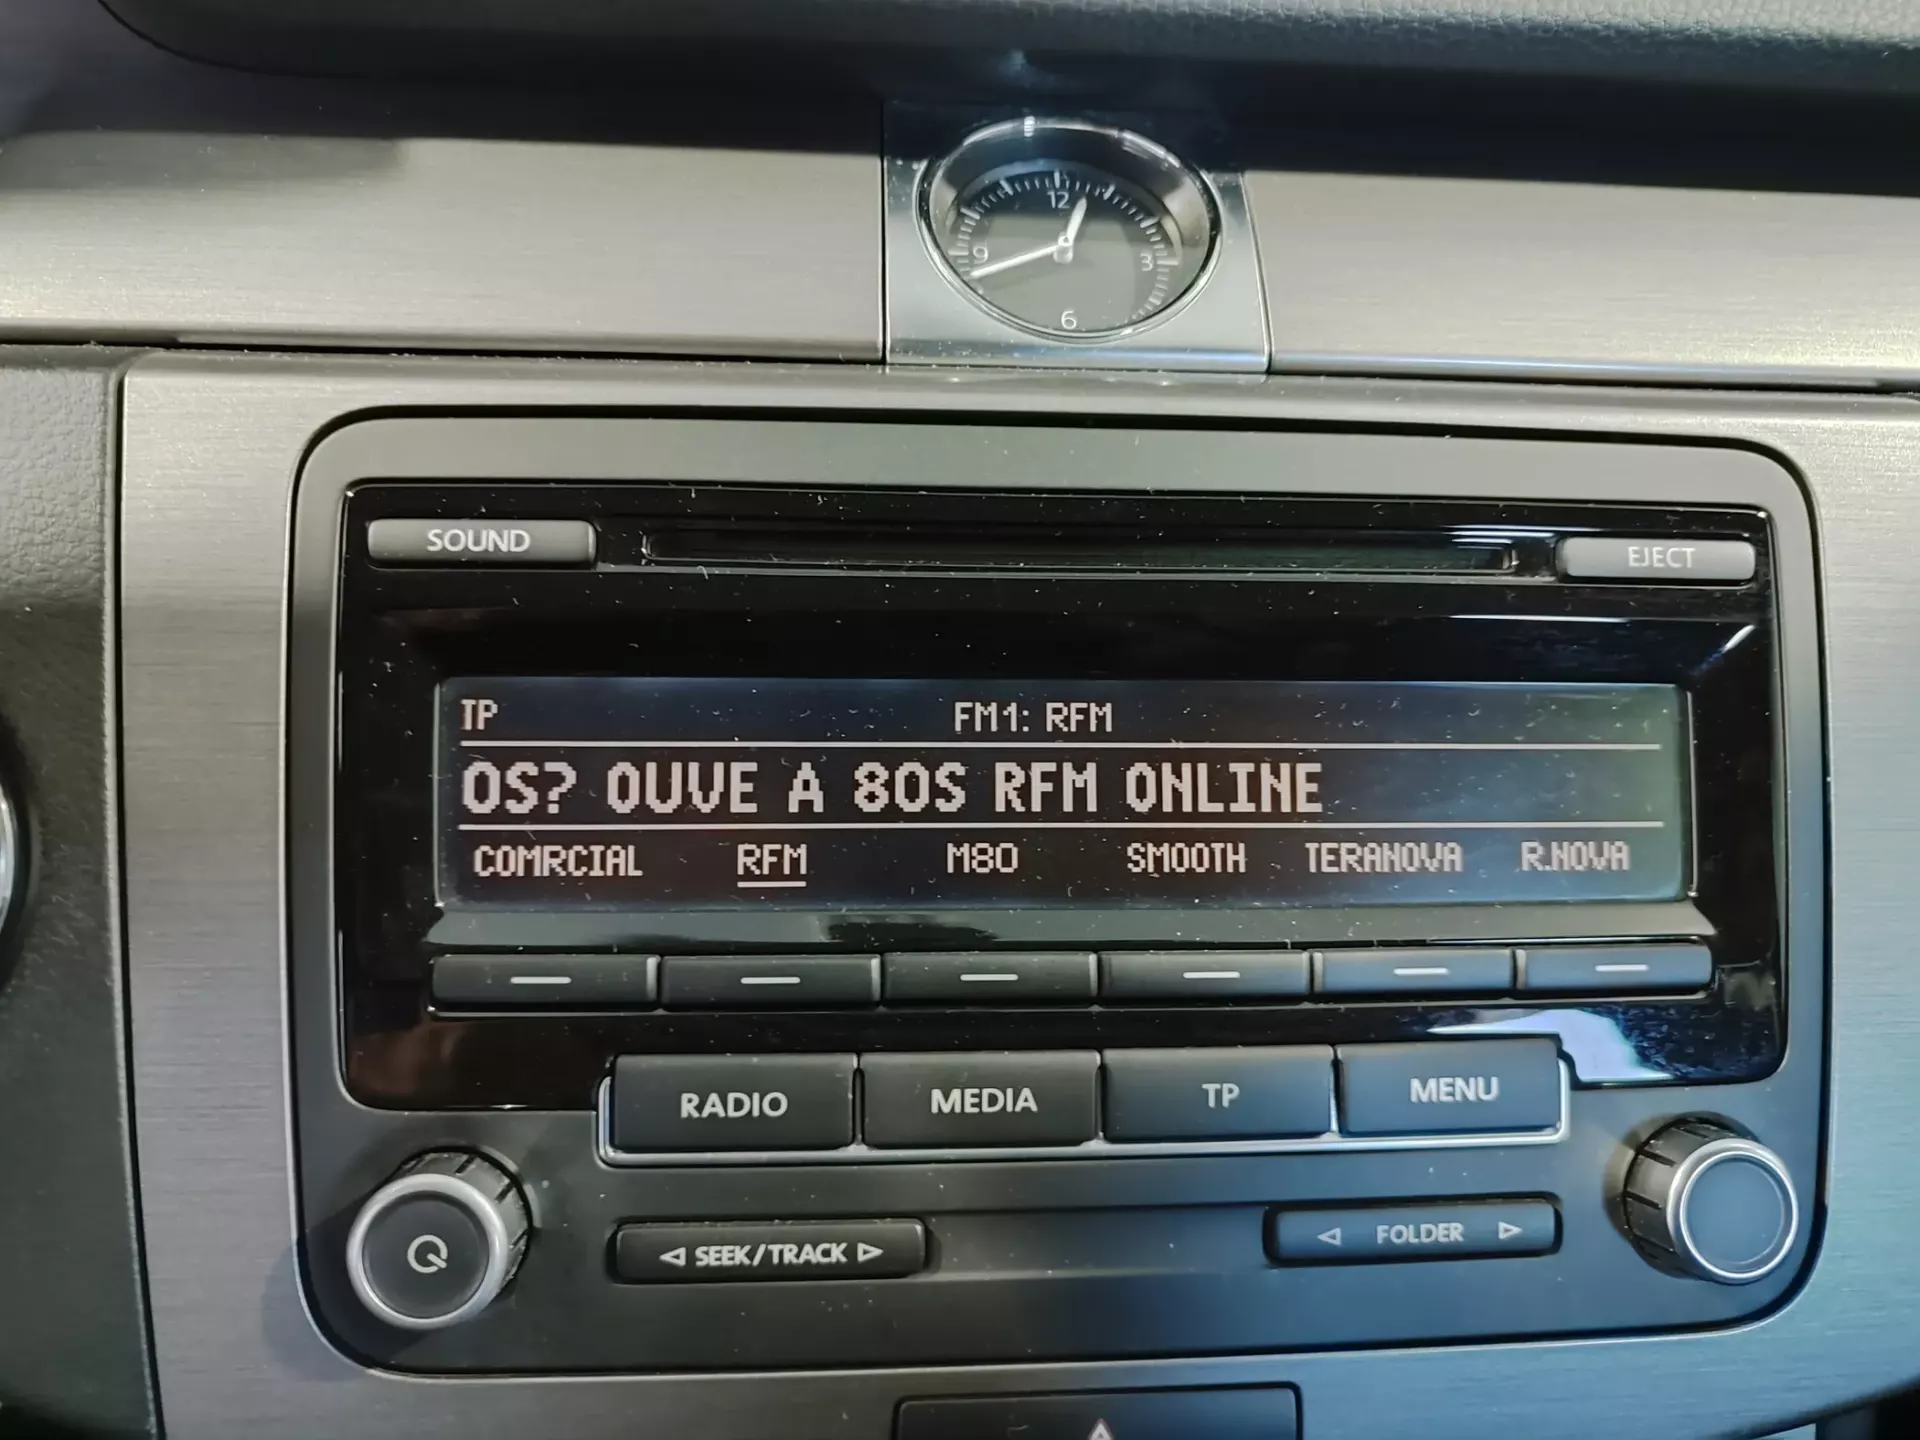 12
9
3
6
SOUND
EJECT
TP FM1: RFM
OS? OUVE A 80S RFM ONLINE
COMRCIAL RFM M80 SMOOTH TERANOVA R.NOVA
RADIO MEDIA TP MENU
SEEK/TRACK
FOLDER